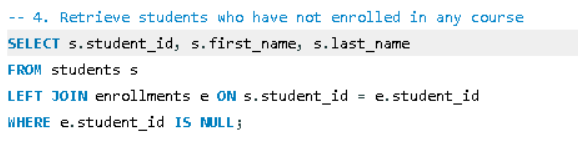 -- 4. Retrieve students who have not enrolled in any course
SELECT s.student_id, s.first_name, s.last_name
FROM students s
LEFT JOIN enrollments e ON s.student_id = e.student_id
WHERE e.student_id IS NULL;